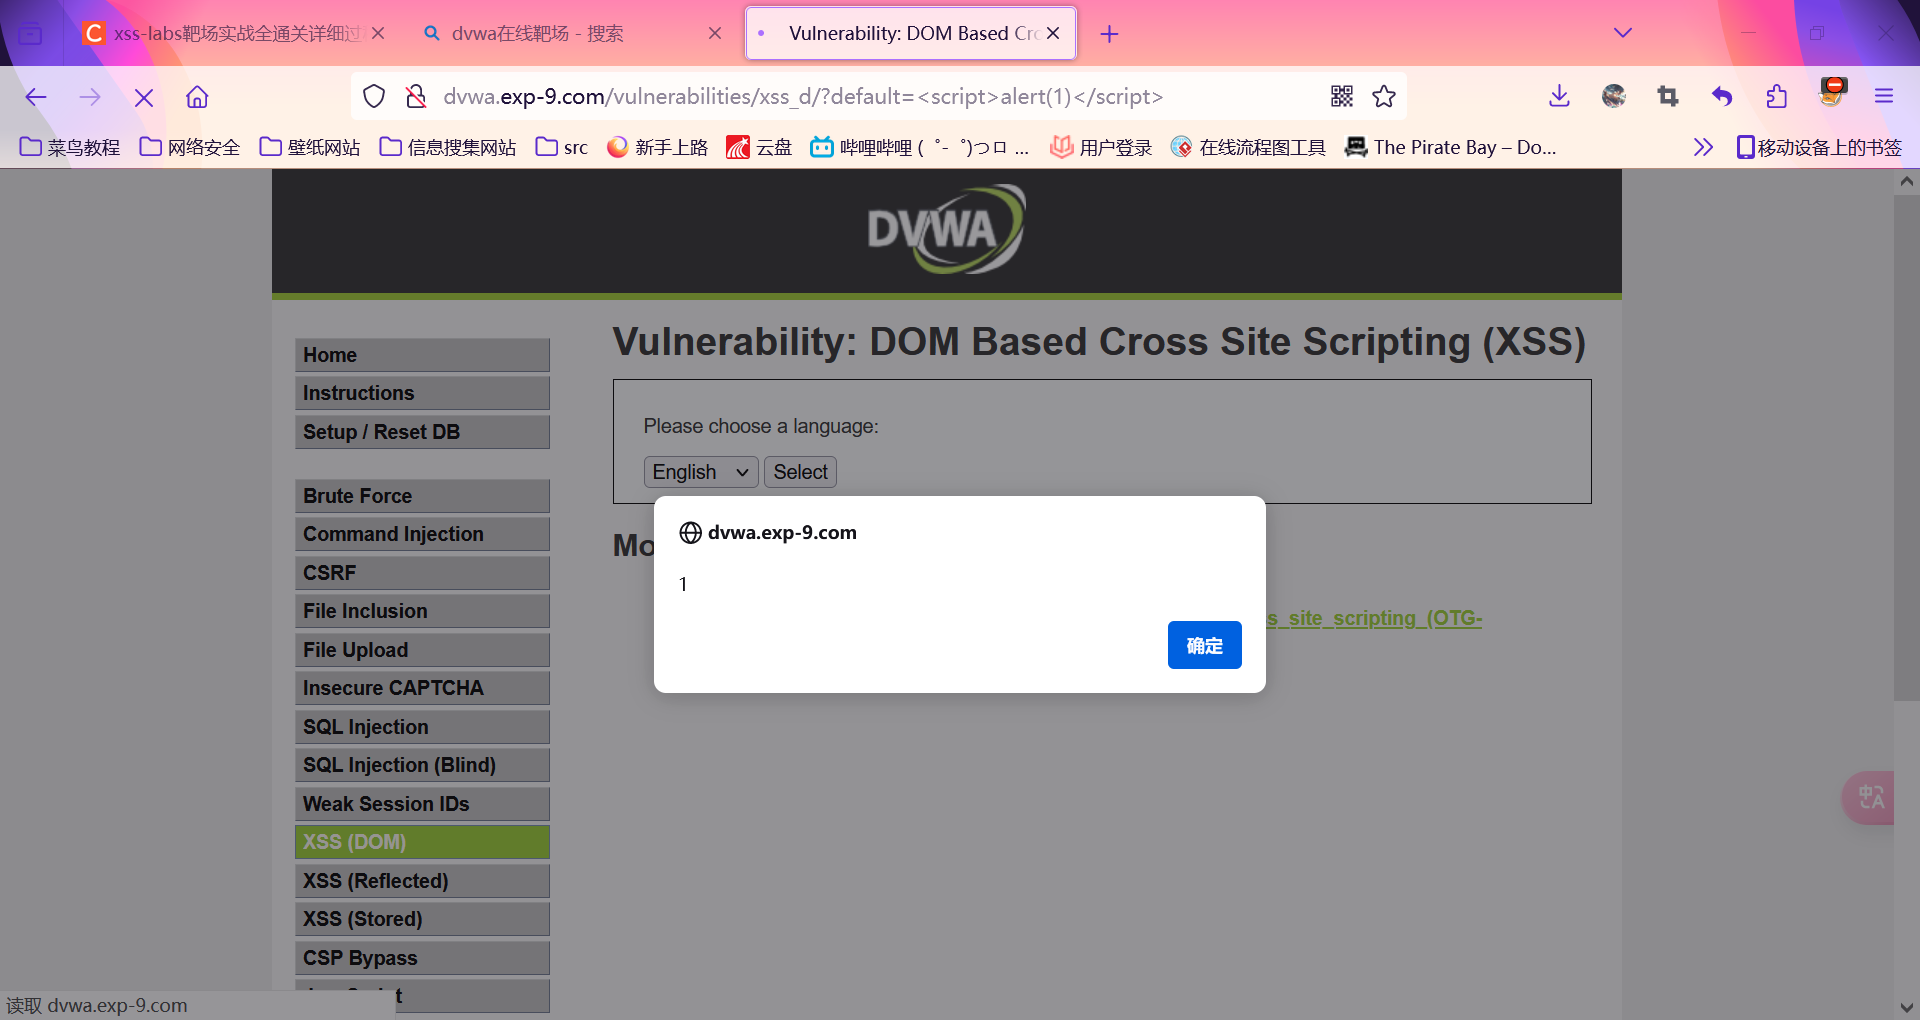 xss-labs靶场实战全通关详细过
dvwa在线靶场 - 搜索
Vulnerability: DOM Based Cro
dvwa.exp-9.com/vulnerabilities/xss_d/?default=<script>alert(1)</script>
菜鸟教程
网络安全
壁纸网站
信息搜集网站
src
新手上路
云盘
哔哩哔哩 ( ゜- ゜)つロ ...
用户登录
在线流程图工具
The Pirate Bay – Do...
移动设备上的书签
DVWA
Home
Instructions
Setup / Reset DB
Brute Force
Command Injection
CSRF
File Inclusion
File Upload
Insecure CAPTCHA
SQL Injection
SQL Injection (Blind)
Weak Session IDs
XSS (DOM)
XSS (Reflected)
XSS (Stored)
CSP Bypass
Vulnerability: DOM Based Cross Site Scripting (XSS)
Please choose a language:
English
Select
Mo
s_site_scripting_(OTG-
dvwa.exp-9.com
1
确定
中A
读取 dvwa.exp-9.com